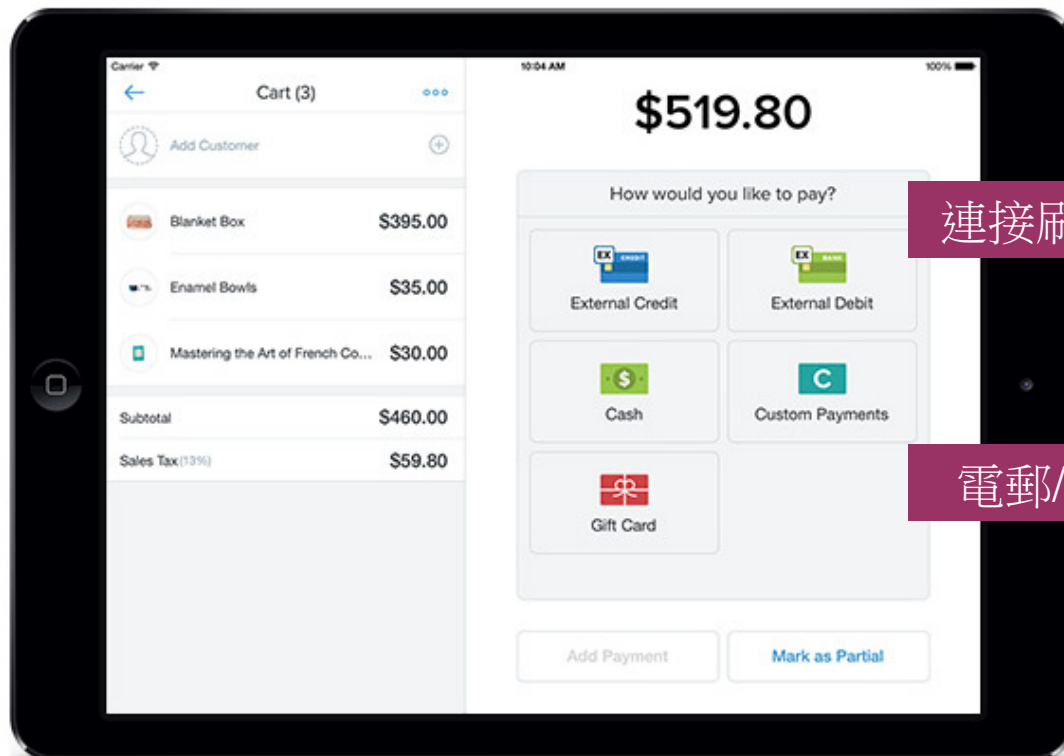 Carrier
10:04 AM
100%
Cart (3)
Add Customer
Blanket Box $395.00
Enamel Bowls $35.00
Mastering the Art of French Co... $30.00
Subtotal $460.00
Sales Tax (13%) $59.80
$519.80
How would you like to pay?
EX CREDIT
External Credit
EX BANK
External Debit
$
Cash
C
Custom Payments
Gift Card
Add Payment
Mark as Partial
連接刷
電郵/